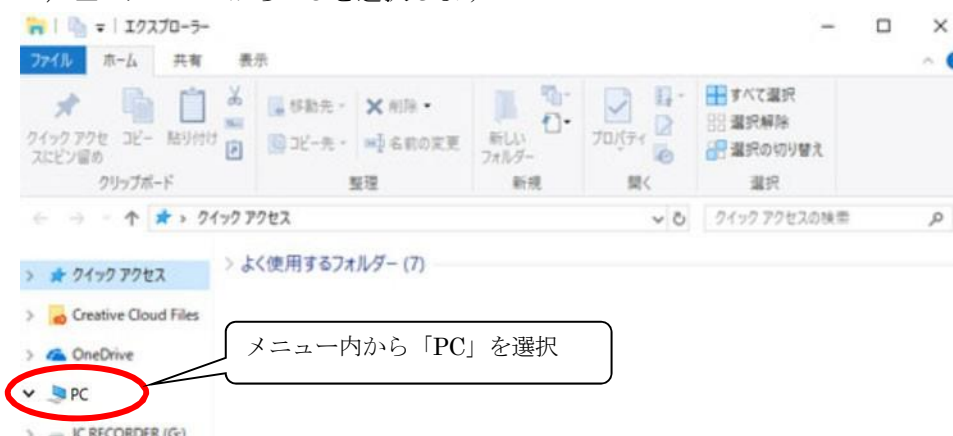 エクスプローラー
ファイル ホーム 共有 表示
クイック アクセスにピン留め
コピー
貼り付け
移動先
削除
コピー先
名前の変更
新しいフォルダー
プロパティ
すべて選択
選択解除
選択の切り替え
クリップボード 整理 新規 開く 選択
クイック アクセス
クイック アクセスの検索
クイック アクセス
よく使用するフォルダー (7)
Creative Cloud Files
OneDrive
メニュー内から「PC」を選択
PC
IC RECORDER (G:)